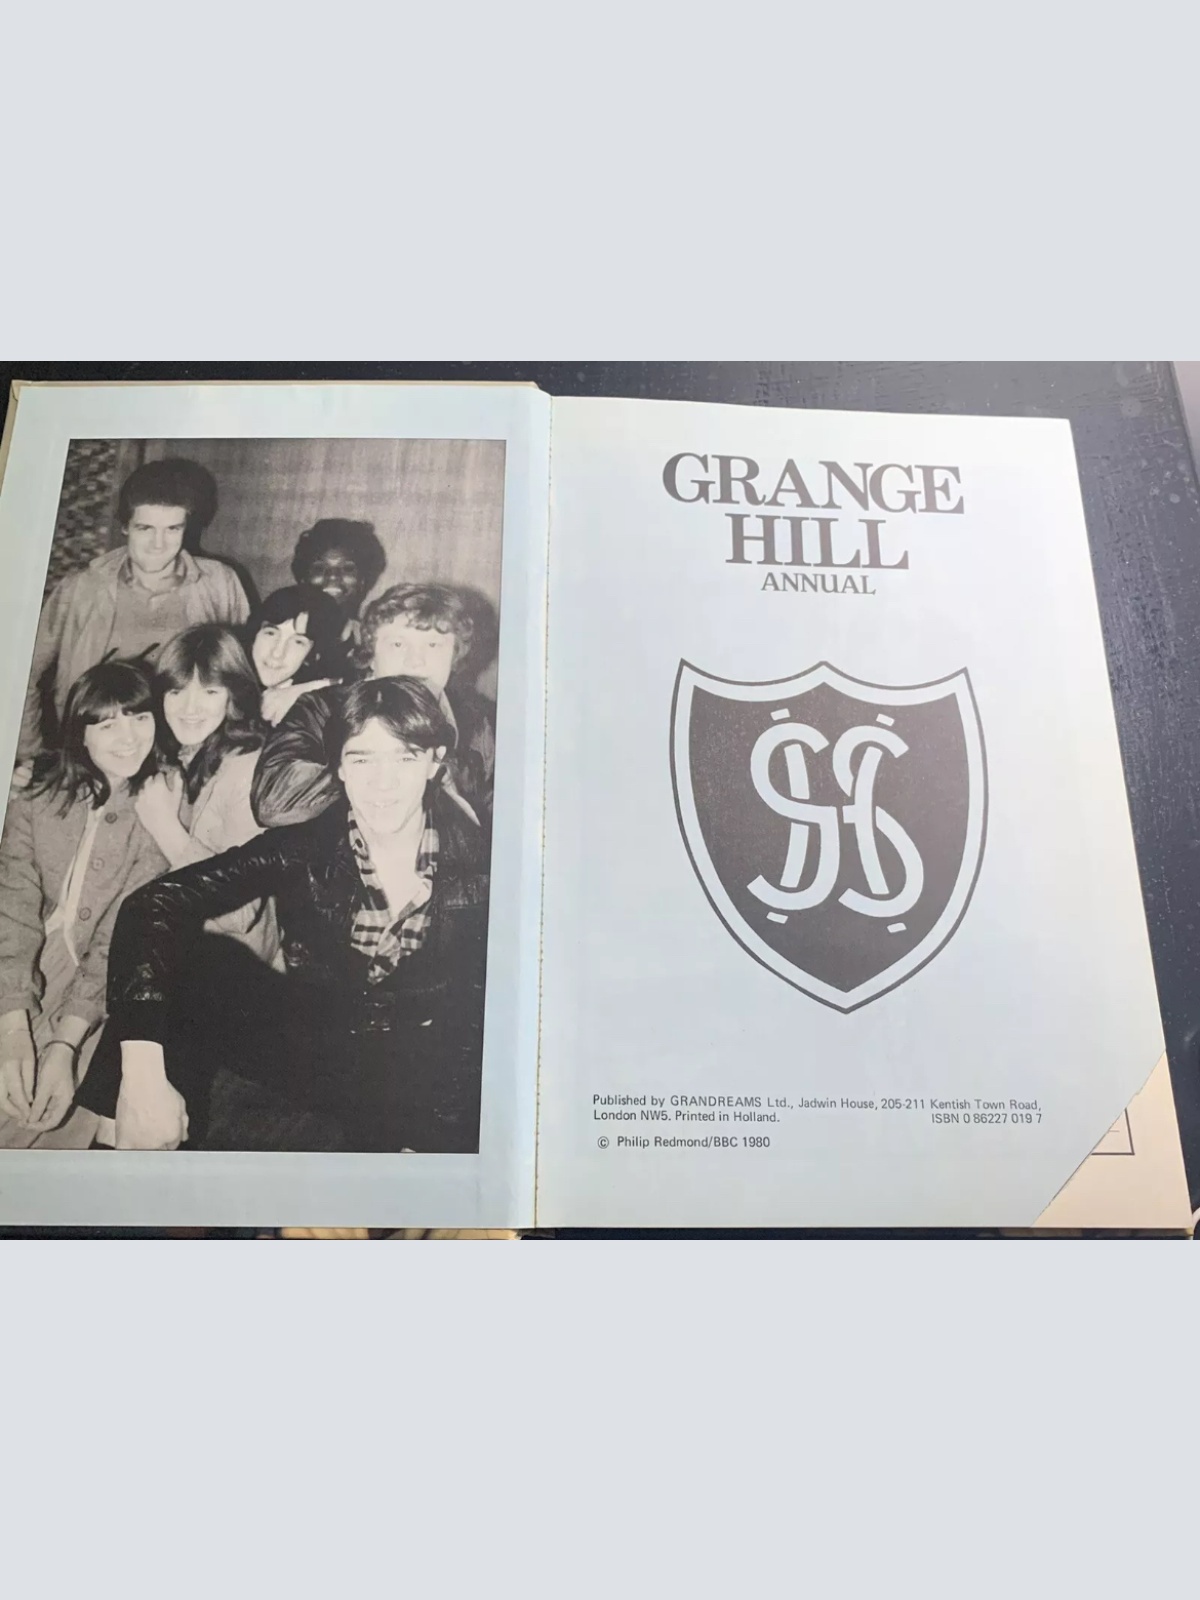 GRANGE
HILL
ANNUAL
Published by GRANDREAMS Ltd., Jadwin House, 205-211 Kentish Town Road,
London NW5. Printed in Holland. ISBN 0 86227 019 7
© Philip Redmond/BBC 1980